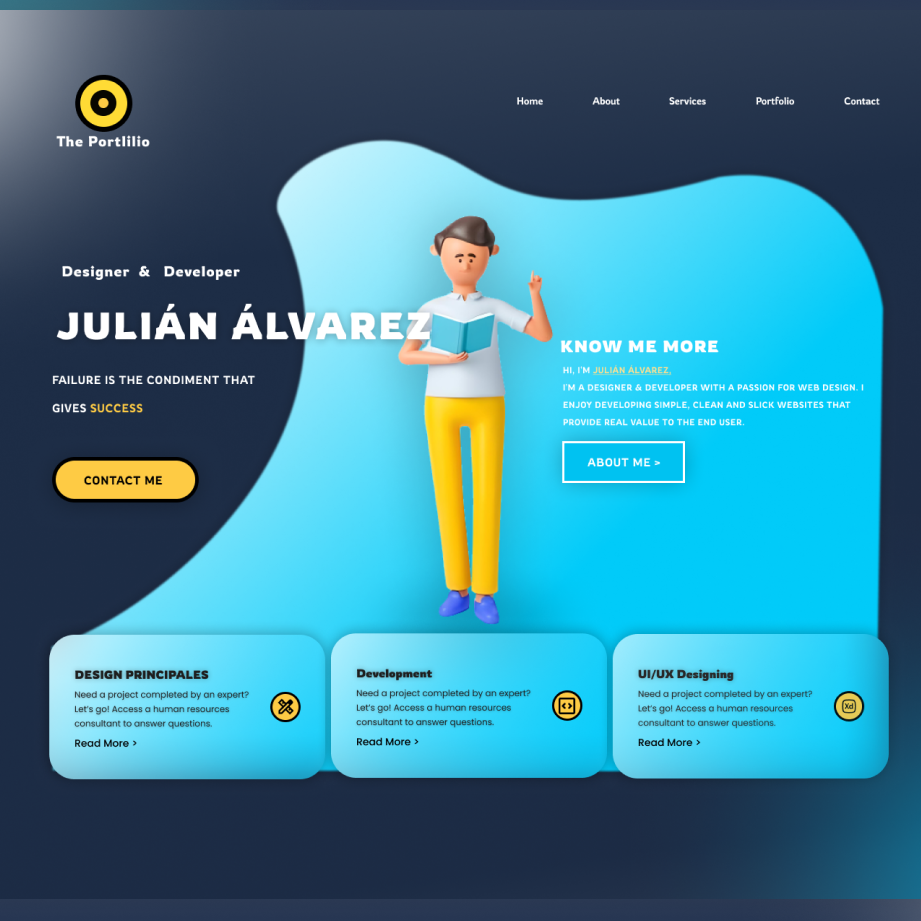 The Portlilio
Home About Services Portfolio Contact
Designer & Developer
JULIÁN ÁLVAREZ
FAILURE IS THE CONDIMENT THAT
GIVES SUCCESS
CONTACT ME
KNOW ME MORE
HI, I'M JULIÁN ÁLVAREZ,
I'M A DESIGNER & DEVELOPER WITH A PASSION FOR WEB DESIGN. I
ENJOY DEVELOPING SIMPLE, CLEAN AND SLICK WEBSITES THAT
PROVIDE REAL VALUE TO THE END USER.
ABOUT ME >
DESIGN PRINCIPALES
Need a project completed by an expert?
Let's go! Access a human resources
consultant to answer questions.
Read More >
Development
Need a project completed by an expert?
Let's go! Access a human resources
consultant to answer questions.
Read More >
UI/UX Designing
Need a project completed by an expert?
Let's go! Access a human resources
consultant to answer questions.
Read More >
Xd